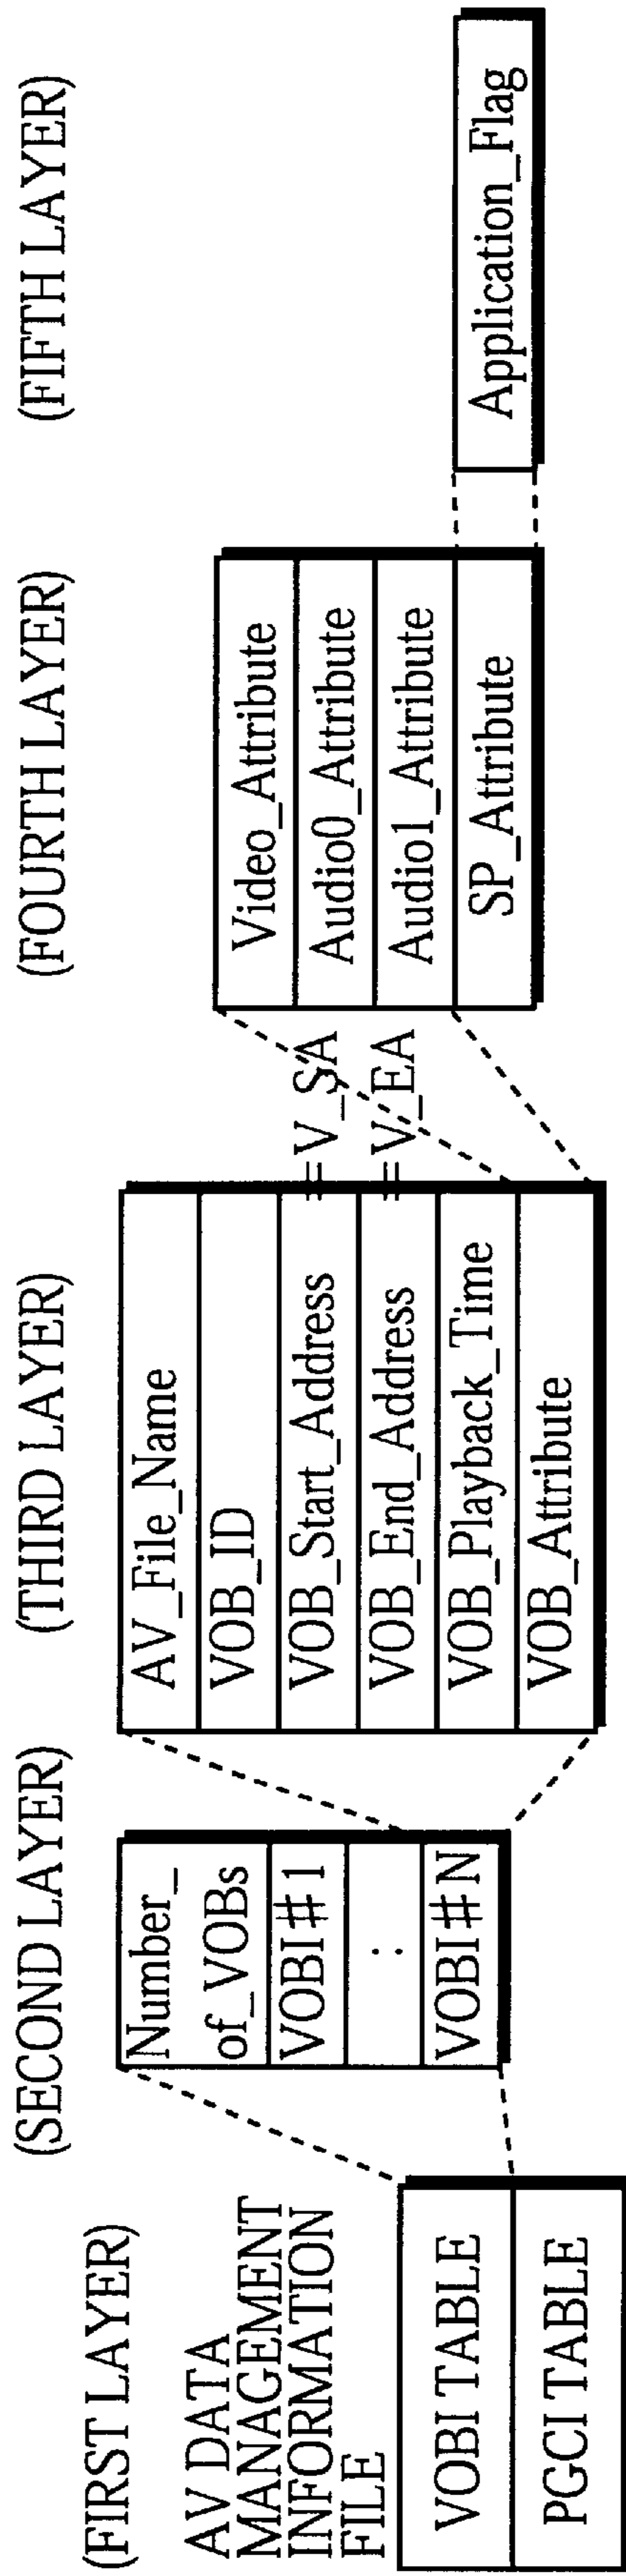 (FIRST LAYER)
AV DATA
MANAGEMENT
INFORMATION
FILE
VOBI TABLE
PGCI TABLE
(SECOND LAYER)
Number_
of_VOBs
VOBI#1
:
VOBI#N
(THIRD LAYER)
AV_File_Name
VOB_ID
VOB_Start_Address =V_SA
VOB_End_Address =V_EA
VOB_Playback_Time
VOB_Attribute
(FOURTH LAYER)
Video_Attribute
Audio0_Attribute
Audio1_Attribute
SP_Attribute
(FIFTH LAYER)
Application_Flag